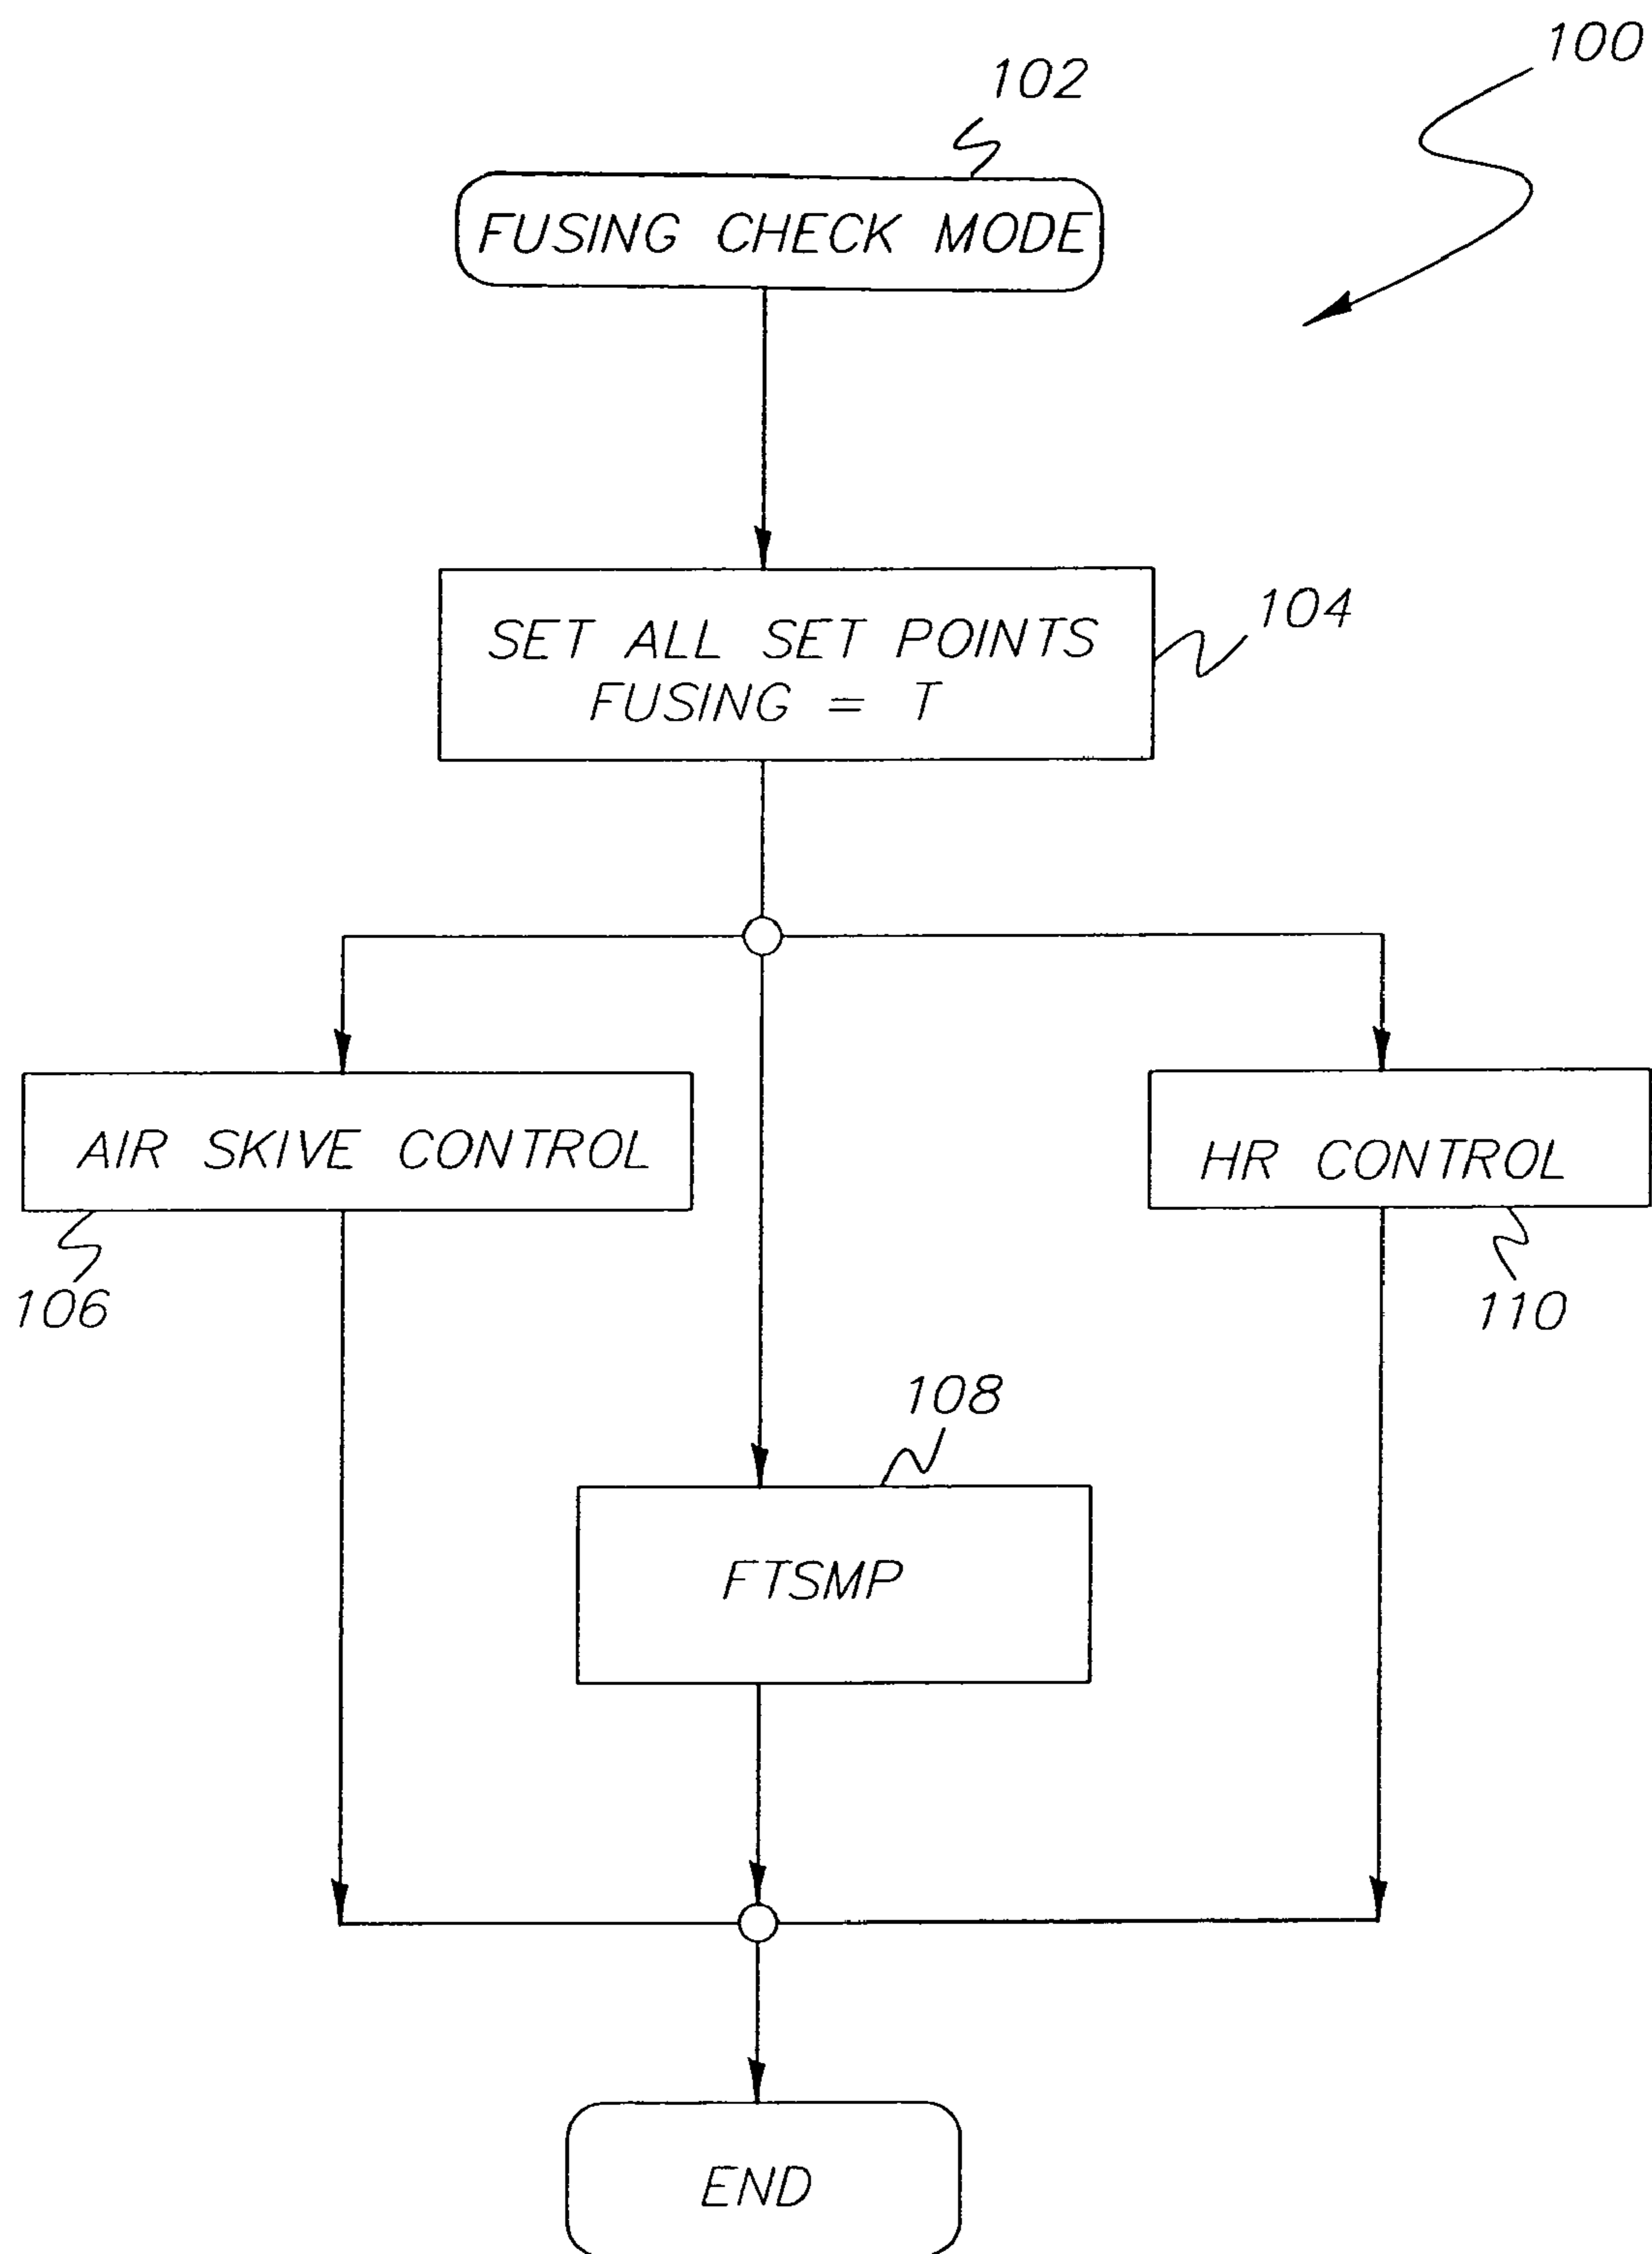 100
102
FUSING CHECK MODE
SET ALL SET POINTS
FUSING = T
104
AIR SKIVE CONTROL
HR CONTROL
106
110
108
FTSMP
END